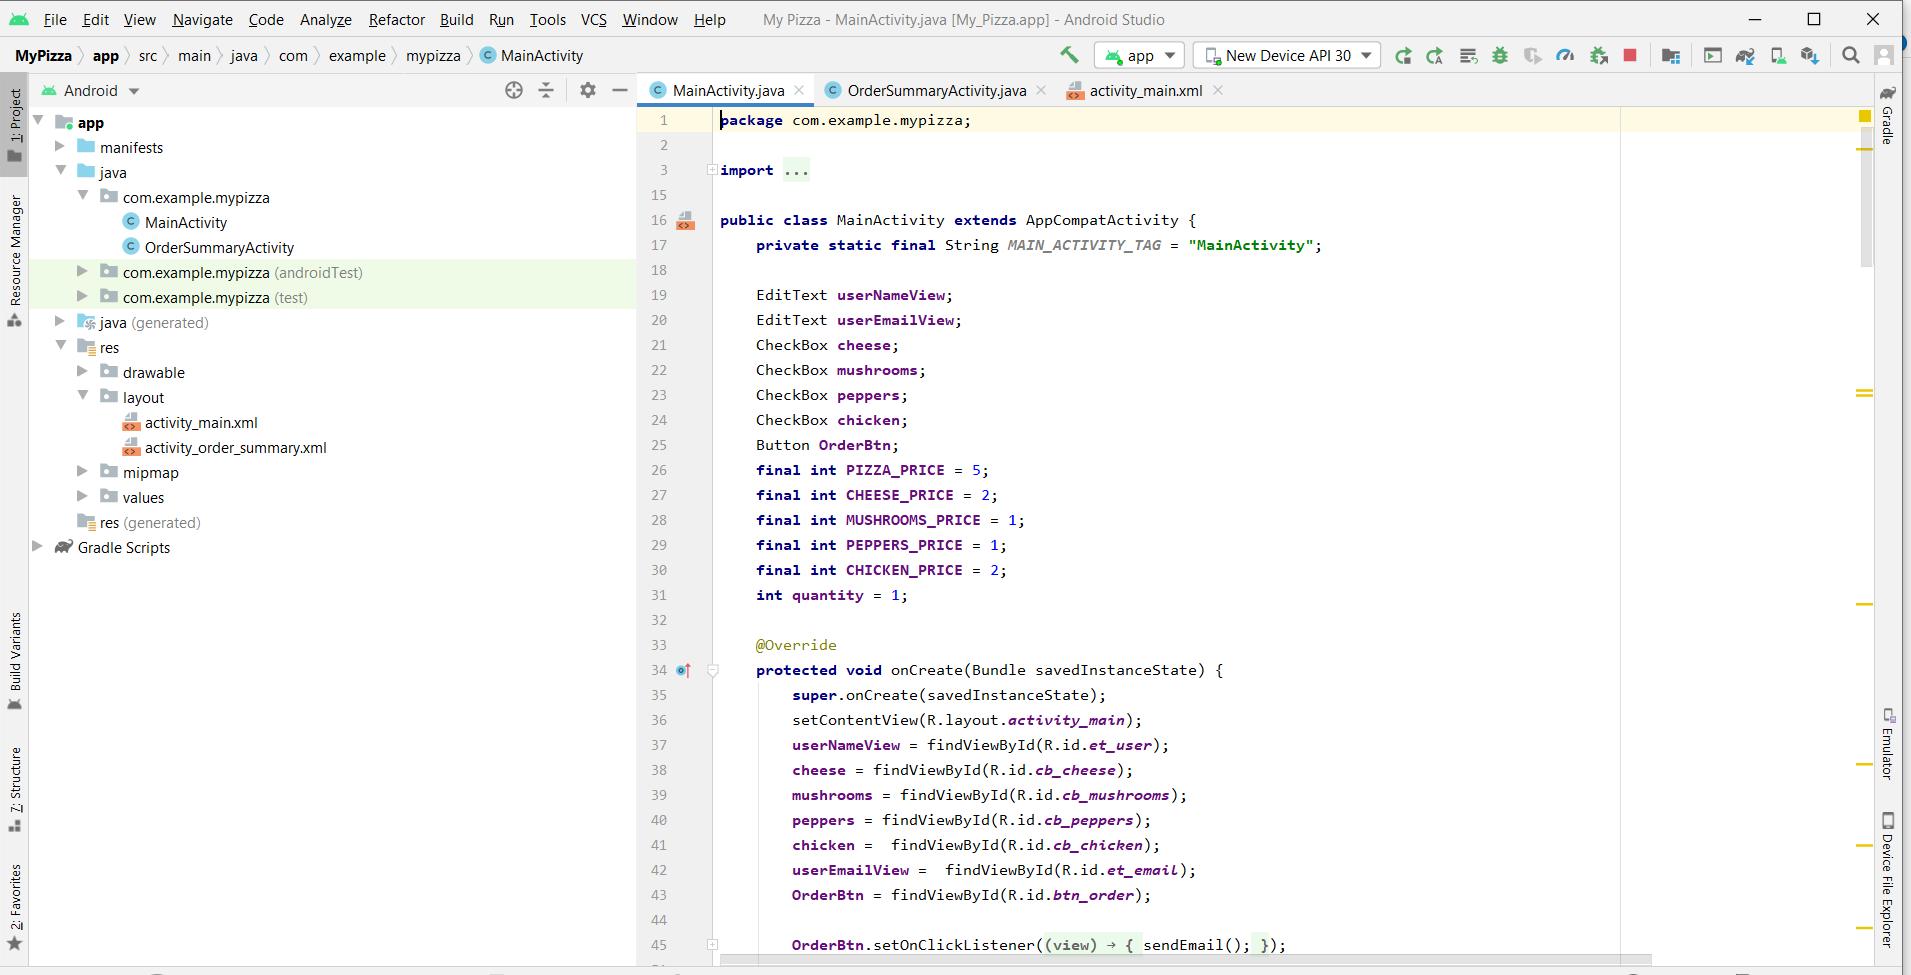 File Edit View Navigate Code Analyze Refactor Build Run Tools VCS Window Help My Pizza - MainActivity.java [My_Pizza.app] - Android Studio
MyPizza app src main java com example mypizza MainActivity app New Device API 30
Android
MainActivity.java OrderSummaryActivity.java activity_main.xml
1: Project
Resource Manager
Build Variants
7: Structure
2: Favorites
app
manifests
java
com.example.mypizza
MainActivity
OrderSummaryActivity
com.example.mypizza (androidTest)
com.example.mypizza (test)
java (generated)
res
drawable
layout
activity_main.xml
activity_order_summary.xml
mipmap
values
res (generated)
Gradle Scripts
1 package com.example.mypizza;
2
3 import ...
15
16 public class MainActivity extends AppCompatActivity {
17 private static final String MAIN_ACTIVITY_TAG = "MainActivity";
18
19 EditText userNameView;
20 EditText userEmailView;
21 CheckBox cheese;
22 CheckBox mushrooms;
23 CheckBox peppers;
24 CheckBox chicken;
25 Button OrderBtn;
26 final int PIZZA_PRICE = 5;
27 final int CHEESE_PRICE = 2;
28 final int MUSHROOMS_PRICE = 1;
29 final int PEPPERS_PRICE = 1;
30 final int CHICKEN_PRICE = 2;
31 int quantity = 1;
32
33 @Override
34 protected void onCreate(Bundle savedInstanceState) {
35 super.onCreate(savedInstanceState);
36 setContentView(R.layout.activity_main);
37 userNameView = findViewById(R.id.et_user);
38 cheese = findViewById(R.id.cb_cheese);
39 mushrooms = findViewById(R.id.cb_mushrooms);
40 peppers = findViewById(R.id.cb_peppers);
41 chicken =  findViewById(R.id.cb_chicken);
42 userEmailView =  findViewById(R.id.et_email);
43 OrderBtn = findViewById(R.id.btn_order);
44
45 OrderBtn.setOnClickListener((view) → { sendEmail(); });
Gradle
Emulator
Device File Explorer